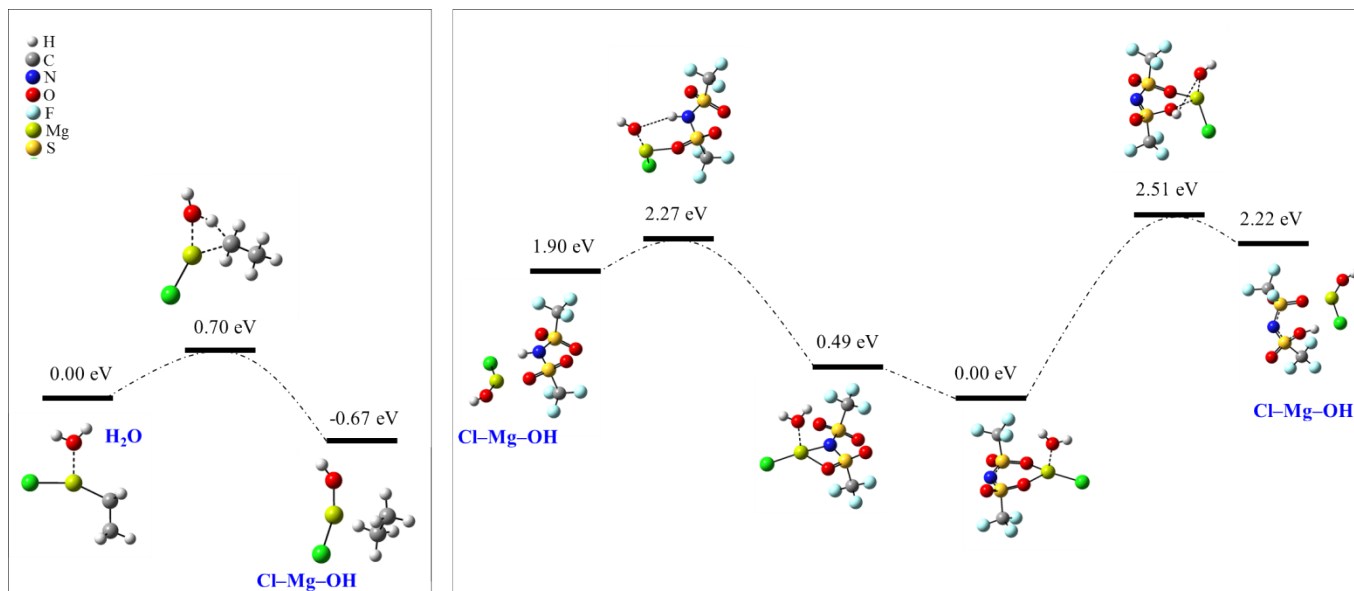 H
C
N
O
F
Mg
S
0.00 eV
H₂O
0.70 eV
-0.67 eV
Cl–Mg–OH
1.90 eV
Cl–Mg–OH
2.27 eV
0.49 eV
0.00 eV
2.51 eV
2.22 eV
Cl–Mg–OH